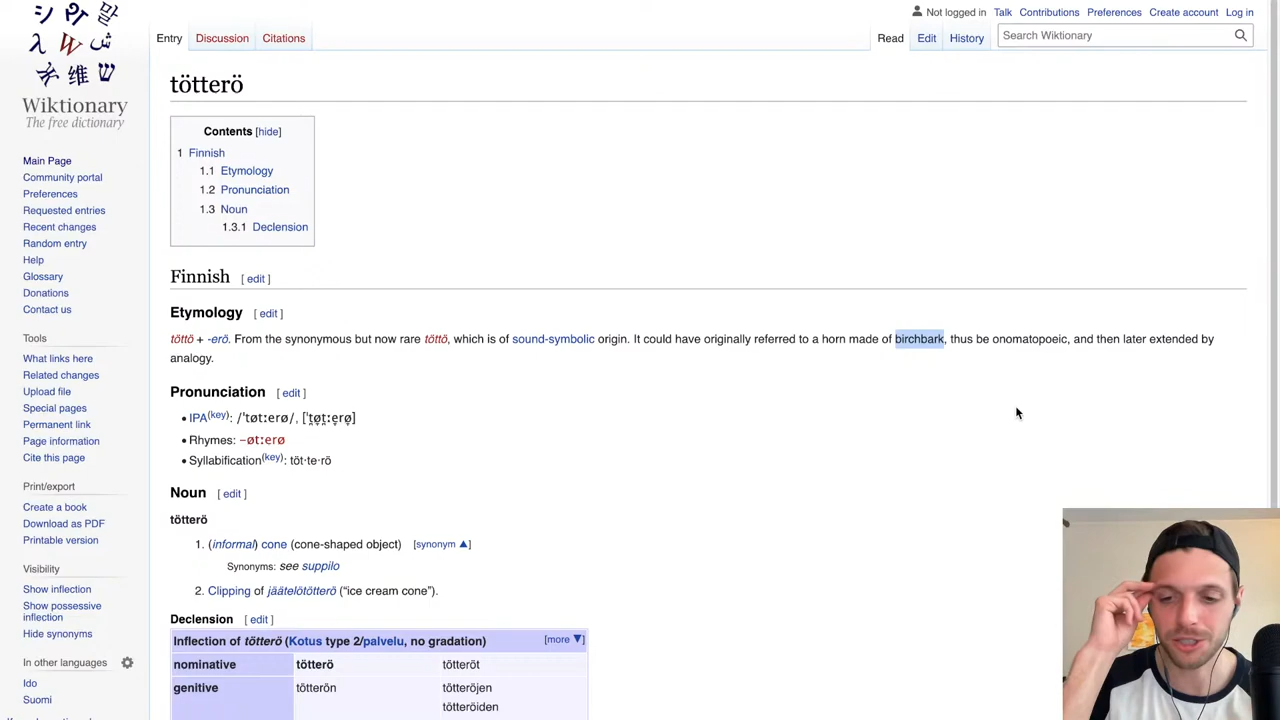 Not logged in Talk Contributions Preferences Create account Log in
Entry Discussion Citations Read Edit History Search Wiktionary
Wiktionary
The free dictionary
Main Page
Community portal
Preferences
Requested entries
Recent changes
Random entry
Help
Glossary
Donations
Contact us
Tools
What links here
Related changes
Upload file
Special pages
Permanent link
Page information
Cite this page
Print/export
Create a book
Download as PDF
Printable version
Visibility
Show inflection
Show possessive
inflection
Hide synonyms
In other languages
Ido
Suomi
tötterö
Contents [hide]
1 Finnish
1.1 Etymology
1.2 Pronunciation
1.3 Noun
1.3.1 Declension
Finnish [ edit ]
Etymology [ edit ]
töttö + -erö. From the synonymous but now rare töttö, which is of sound-symbolic origin. It could have originally referred to a horn made of birchbark, thus be onomatopoeic, and then later extended by
analogy.
Pronunciation [ edit ]
• IPA(key): /ˈtøtːerø/, [ˈt̪øt̪ːe̞rø̞]
• Rhymes: -øtːerø
• Syllabification(key): töt‧te‧rö
Noun [ edit ]
tötterö
1. (informal) cone (cone-shaped object) [synonym ▲]
Synonyms: see suppilo
2. Clipping of jäätelötötterö (“ice cream cone”).
Declension [ edit ]
Inflection of tötterö (Kotus type 2/palvelu, no gradation) [more ▼]
nominative tötterö tötteröt
genitive tötterön tötteröjen
tötteröiden